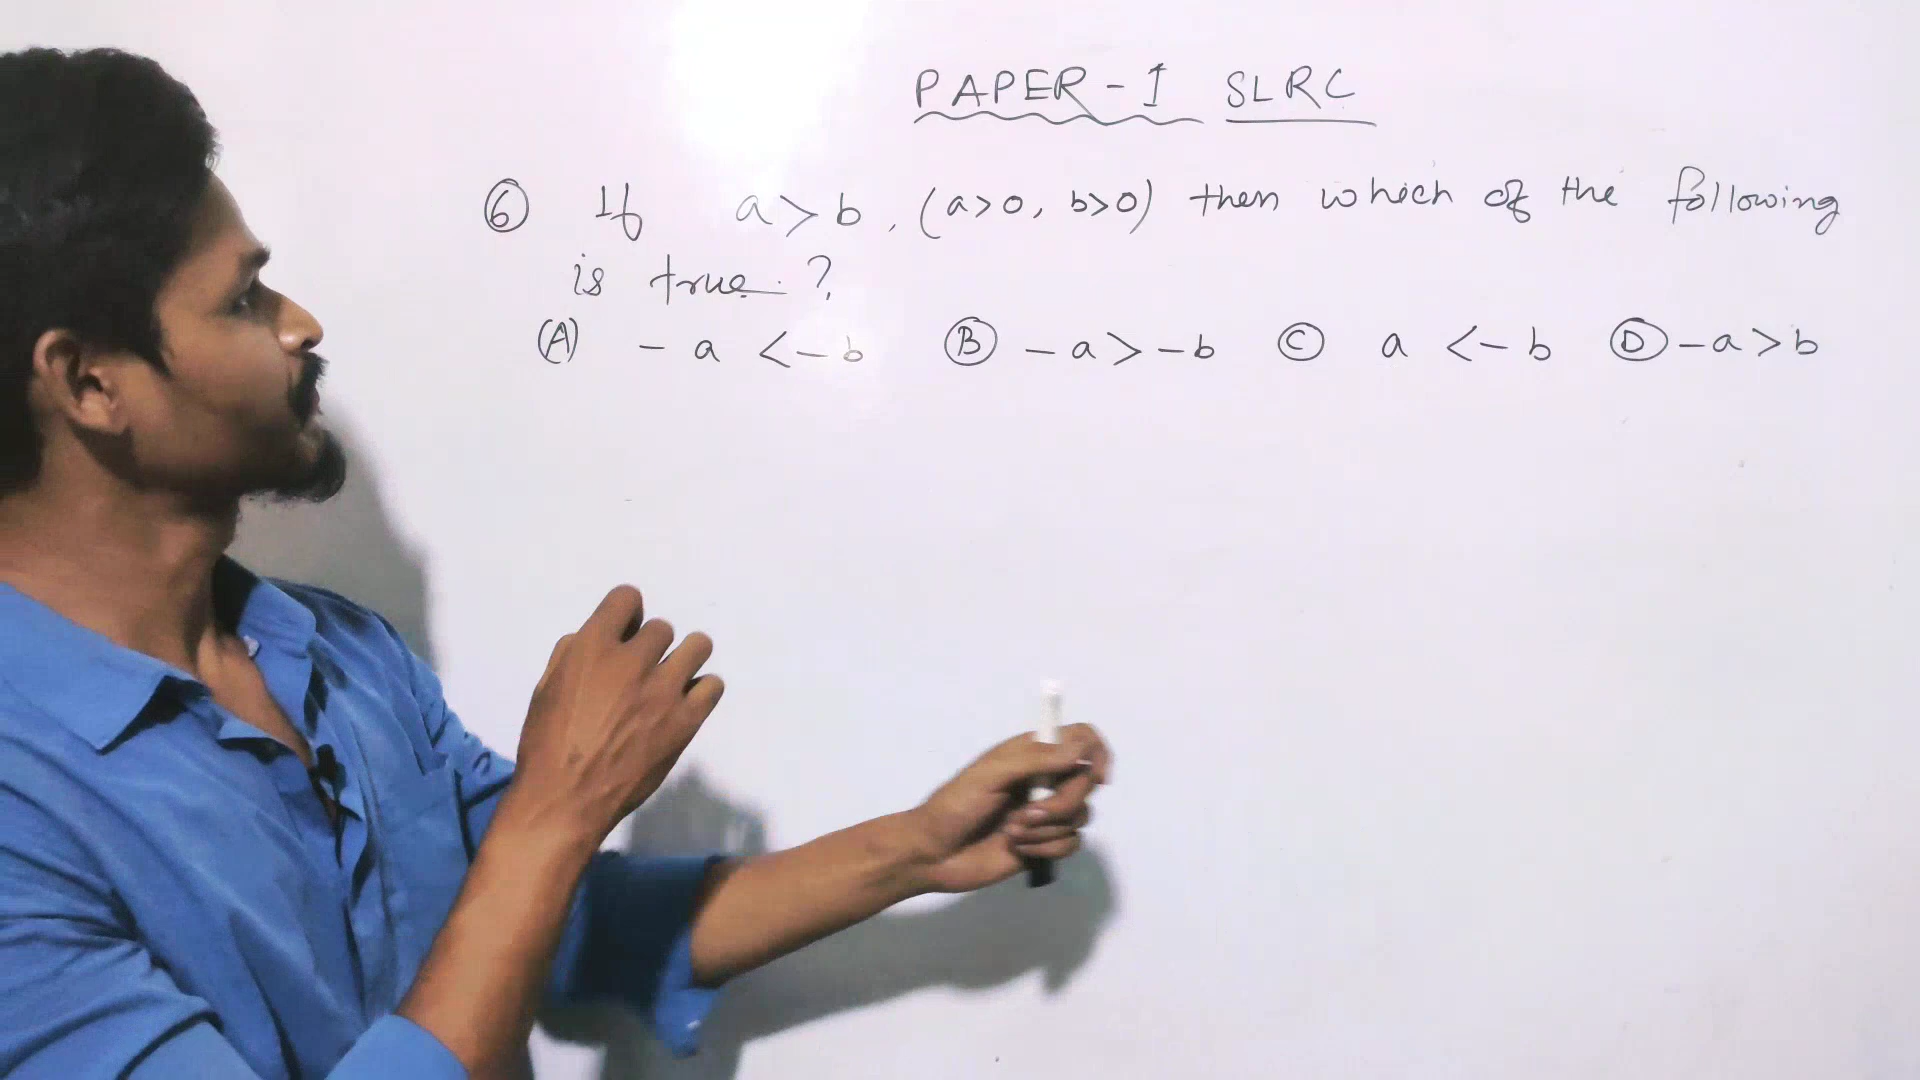 PAPER-I SLRC
6 If a>b, (a>0, b>0) then which of the following
is true.?
(A) -a <-b B -a>-b C a <-b D -a>b